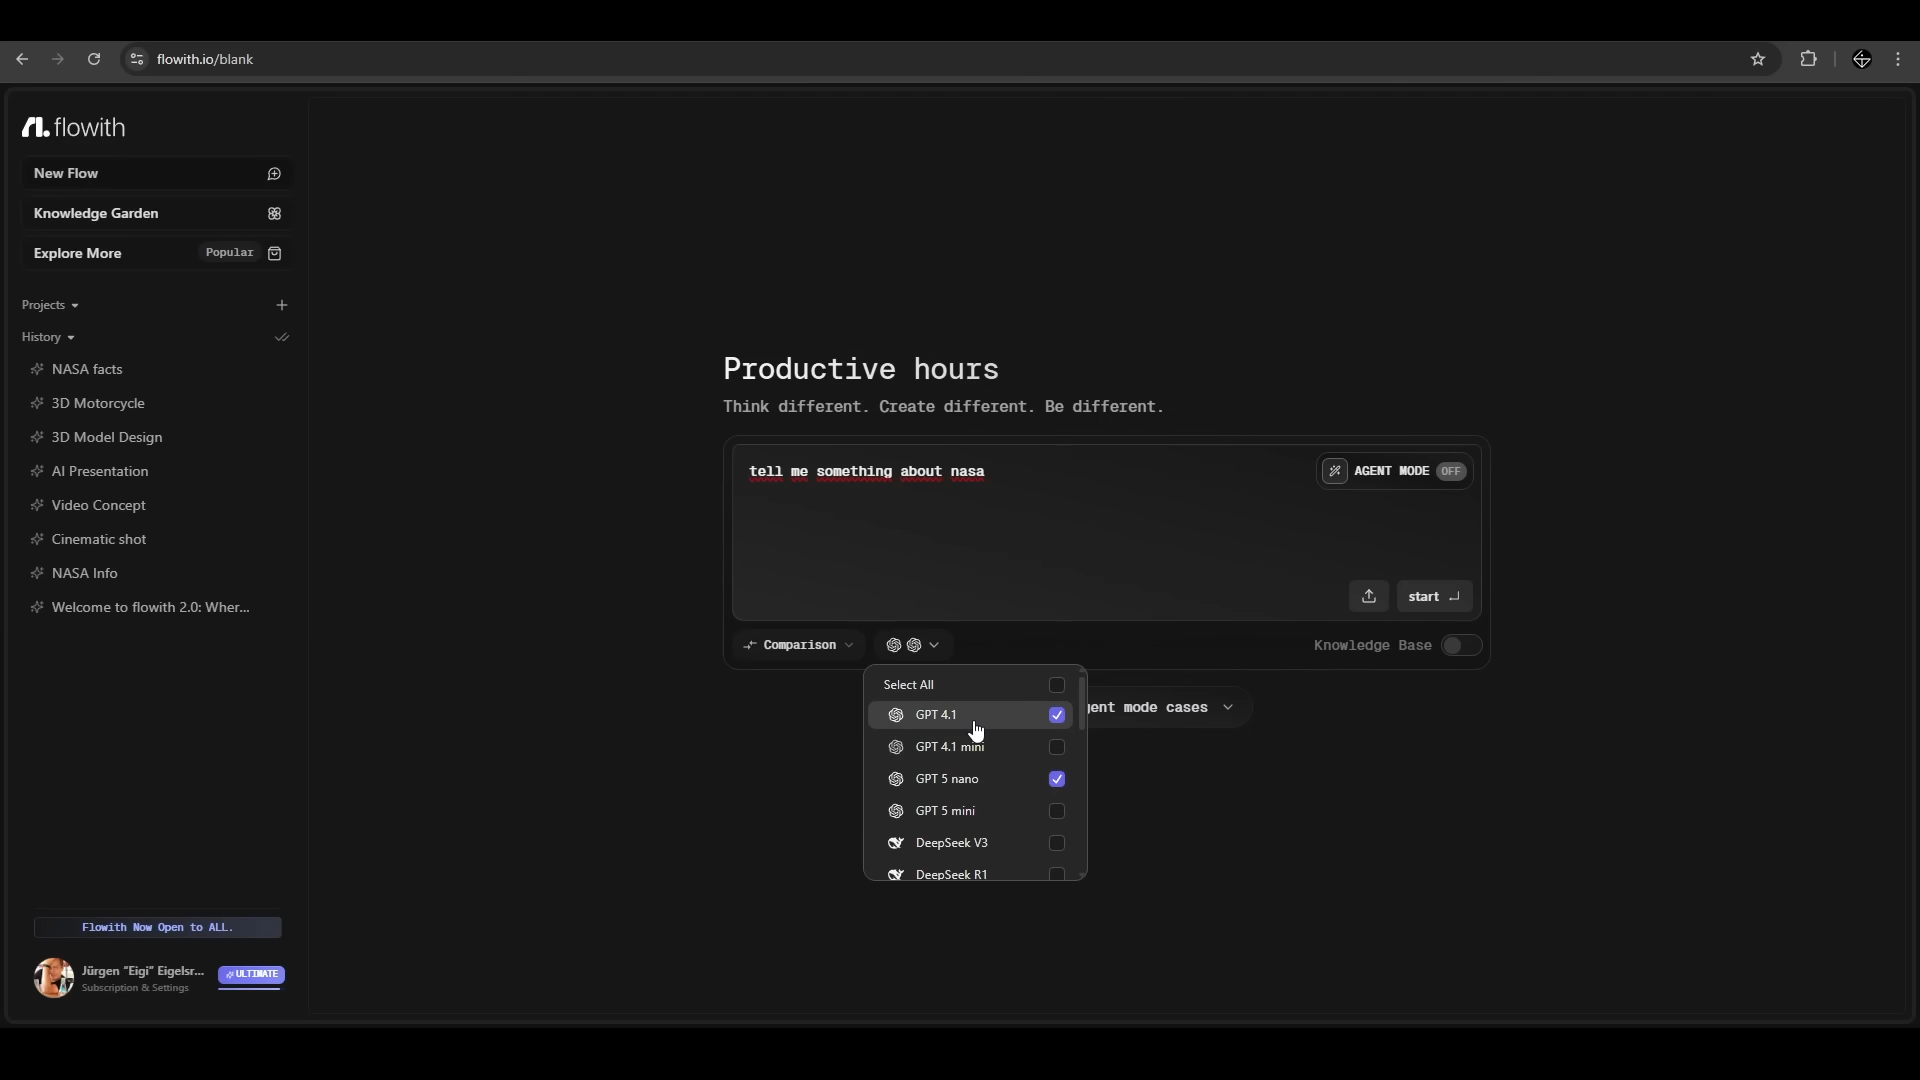 flowith.io/blank
flowith
New Flow
Knowledge Garden
Explore More Popular
Projects
History
NASA facts
3D Motorcycle
3D Model Design
AI Presentation
Video Concept
Cinematic shot
NASA Info
Welcome to flowith 2.0: Wher...
Flowith Now Open to ALL.
Jürgen "Eigi" Eigelsr...
Subscription & Settings
ULTIMATE
Productive hours
Think different. Create different. Be different.
tell me something about nasa
AGENT MODE OFF
start
Comparison
Knowledge Base
Select All
GPT 4.1
GPT 4.1 mini
GPT 5 nano
GPT 5 mini
DeepSeek V3
DeepSeek R1
gent mode cases